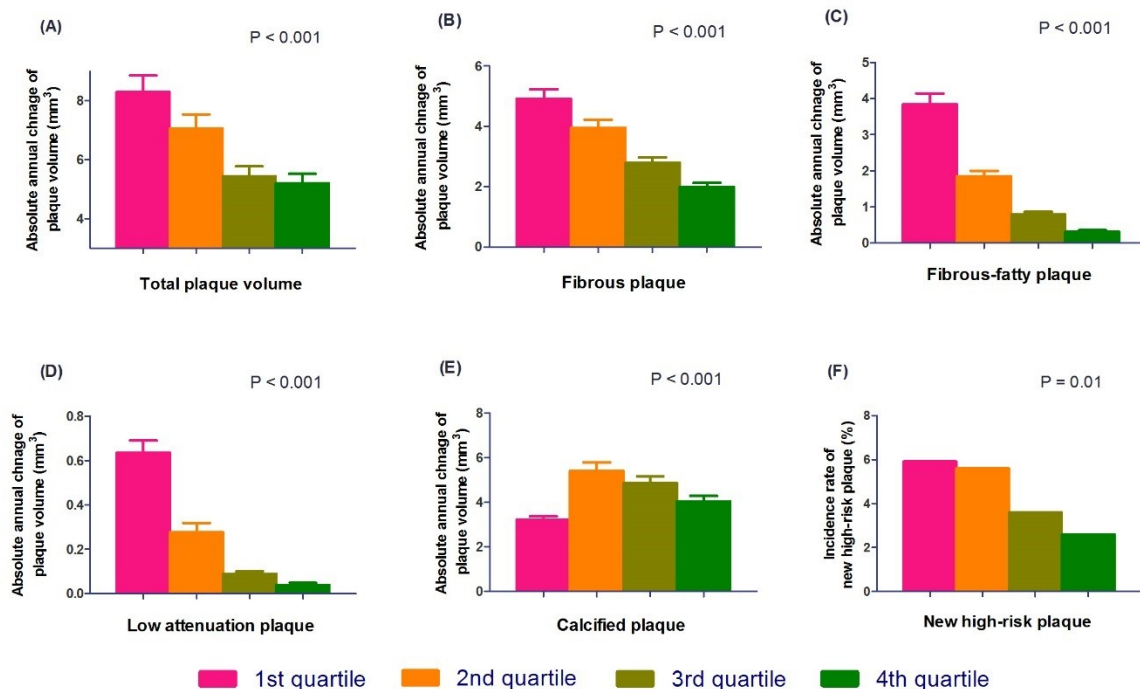 (A)
P < 0.001
Absolute annual chnage of
plaque volume (mm³)
8
6
4
Total plaque volume
(B)
P < 0.001
Absolute annual chnage of
plaque volume (mm³)
6
4
2
0
Fibrous plaque
(C)
P < 0.001
Absolute annual chnage of
plaque volume (mm³)
5
4
3
2
1
0
Fibrous-fatty plaque
(D)
P < 0.001
Absolute annual chnage of
plaque volume (mm³)
0.8
0.6
0.4
0.2
0.0
Low attenuation plaque
(E)
P < 0.001
Absolute annual chnage of
plaque volume (mm³)
8
6
4
2
0
Calcified plaque
(F)
P = 0.01
Incidence rate of
new high-risk plaque (%)
8
6
4
2
0
New high-risk plaque
1st quartile
2nd quartile
3rd quartile
4th quartile